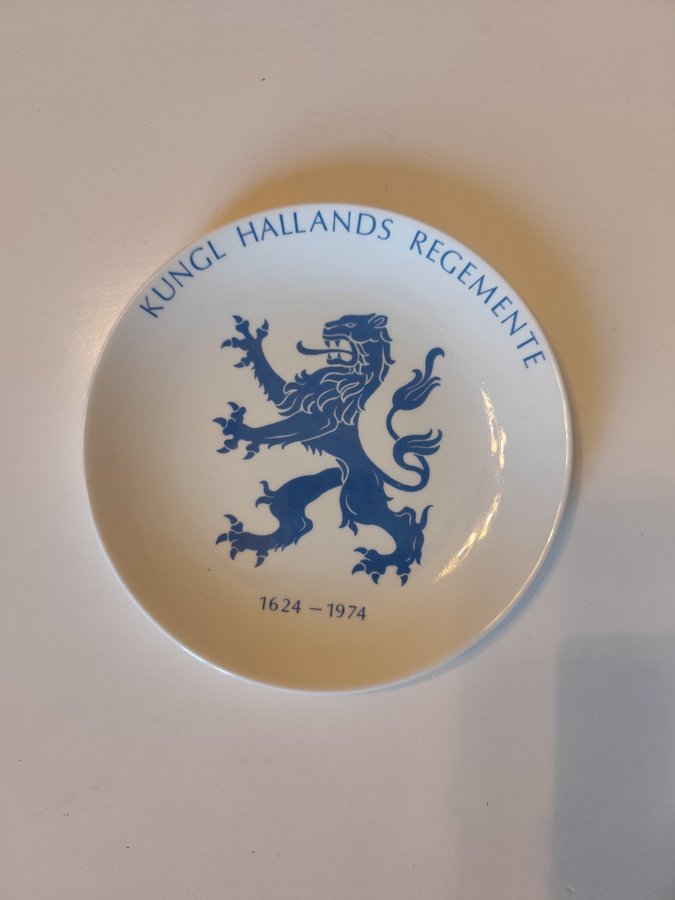 KUNGL HALLANDS REGEMENTE
1624 – 1974